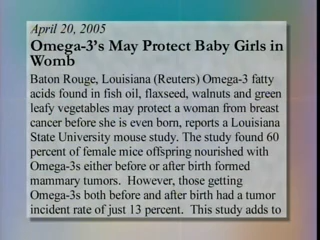 April 20, 2005
Omega-3's May Protect Baby Girls in
Womb
Baton Rouge, Louisiana (Reuters) Omega-3 fatty
acids found in fish oil, flaxseed, walnuts and green
leafy vegetables may protect a woman from breast
cancer before she is even born, reports a Louisiana
State University mouse study. The study found 60
percent of female mice offspring nourished with
Omega-3s either before or after birth formed
mammary tumors. However, those getting
Omega-3s both before and after birth had a tumor
incident rate of just 13 percent. This study adds to